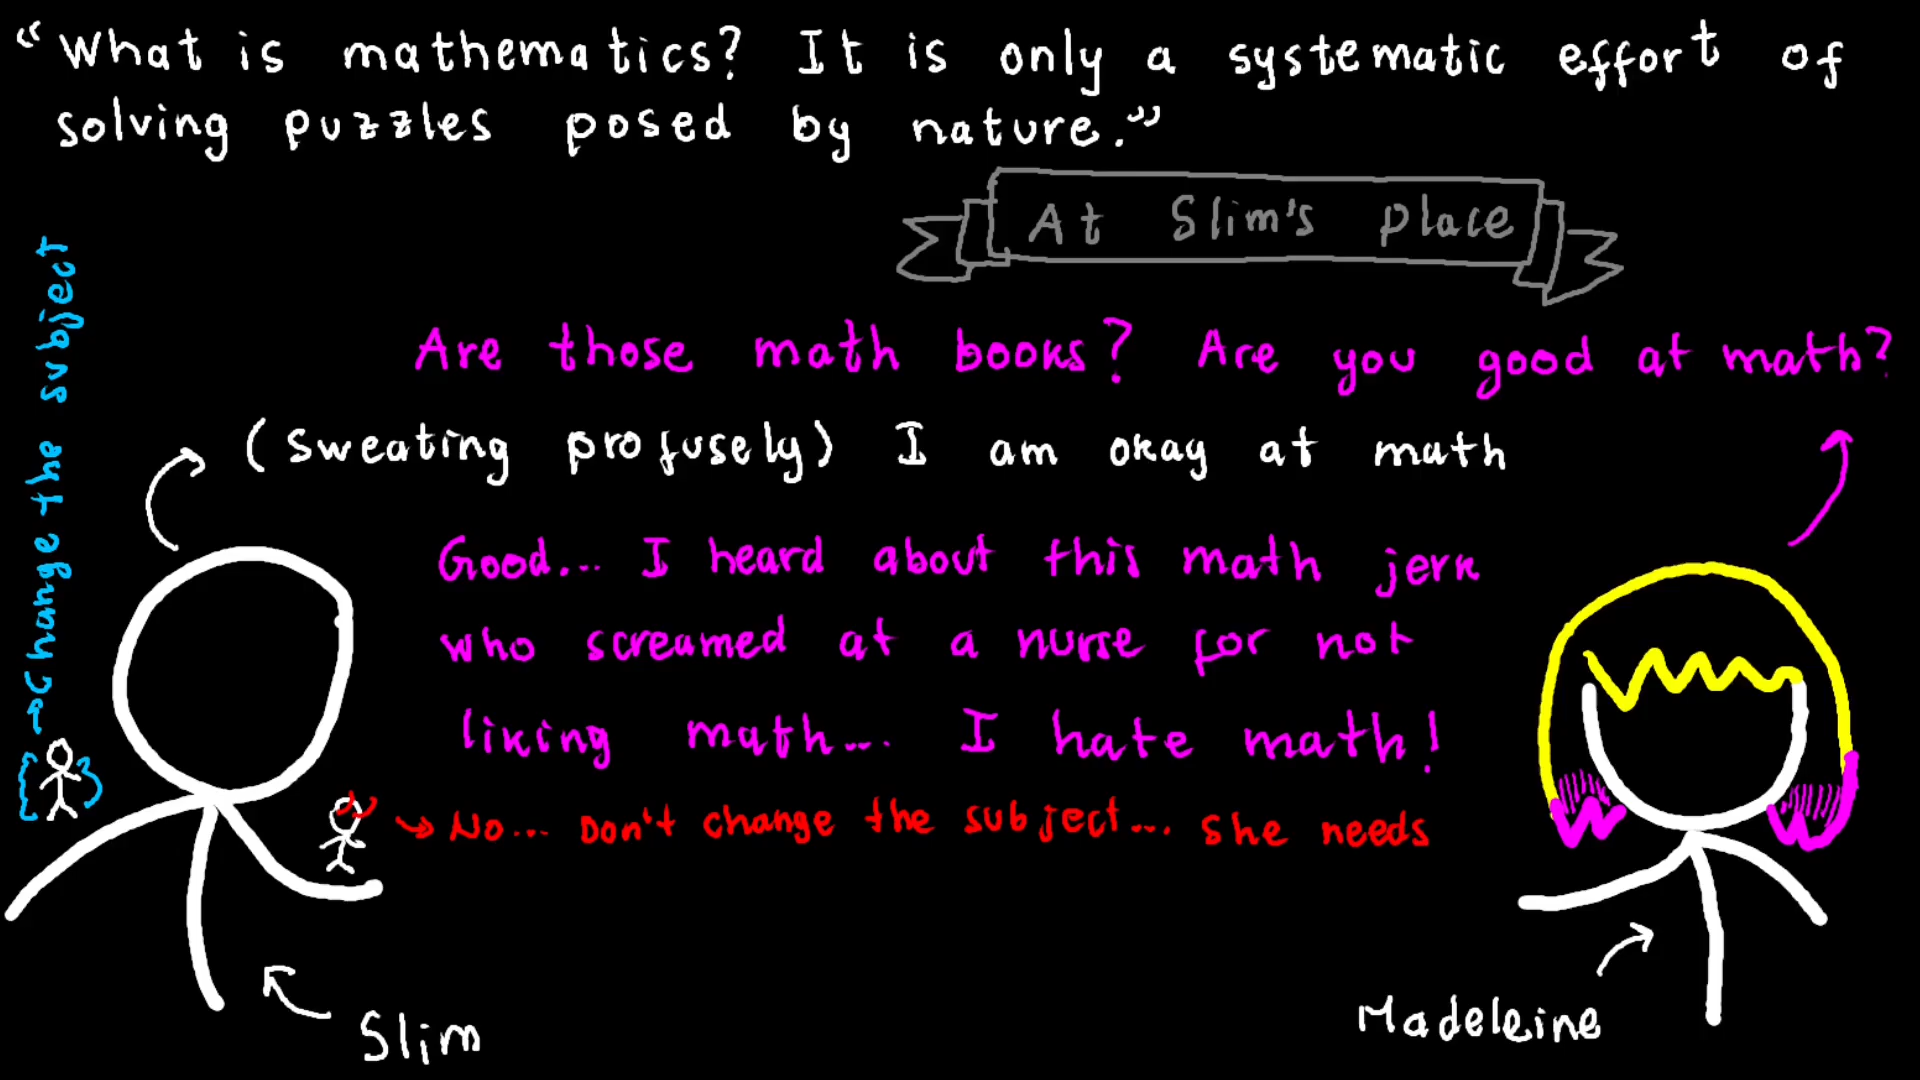 “What is mathematics? It is only a systematic effort of
solving puzzles posed by nature.”
At Slim's place
Are those math books? Are you good at math?
(sweating profusely) I am okay at math
Good... I heard about this math jerk
who screamed at a nurse for not
liking math... I hate math!
Change the subject
No... Don't change the subject... she needs
Slim
Madeleine